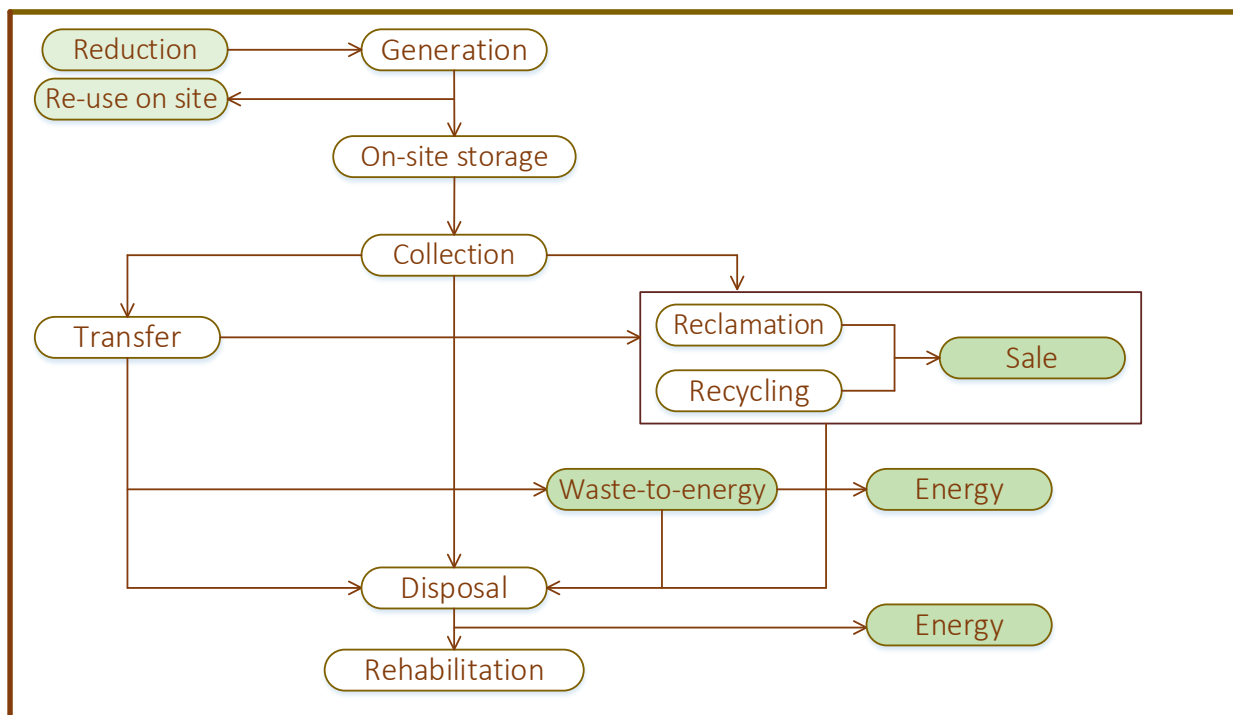 Reduction
Generation
Re-use on site
On-site storage
Collection
Transfer
Reclamation
Sale
Recycling
Waste-to-energy
Energy
Disposal
Energy
Rehabilitation